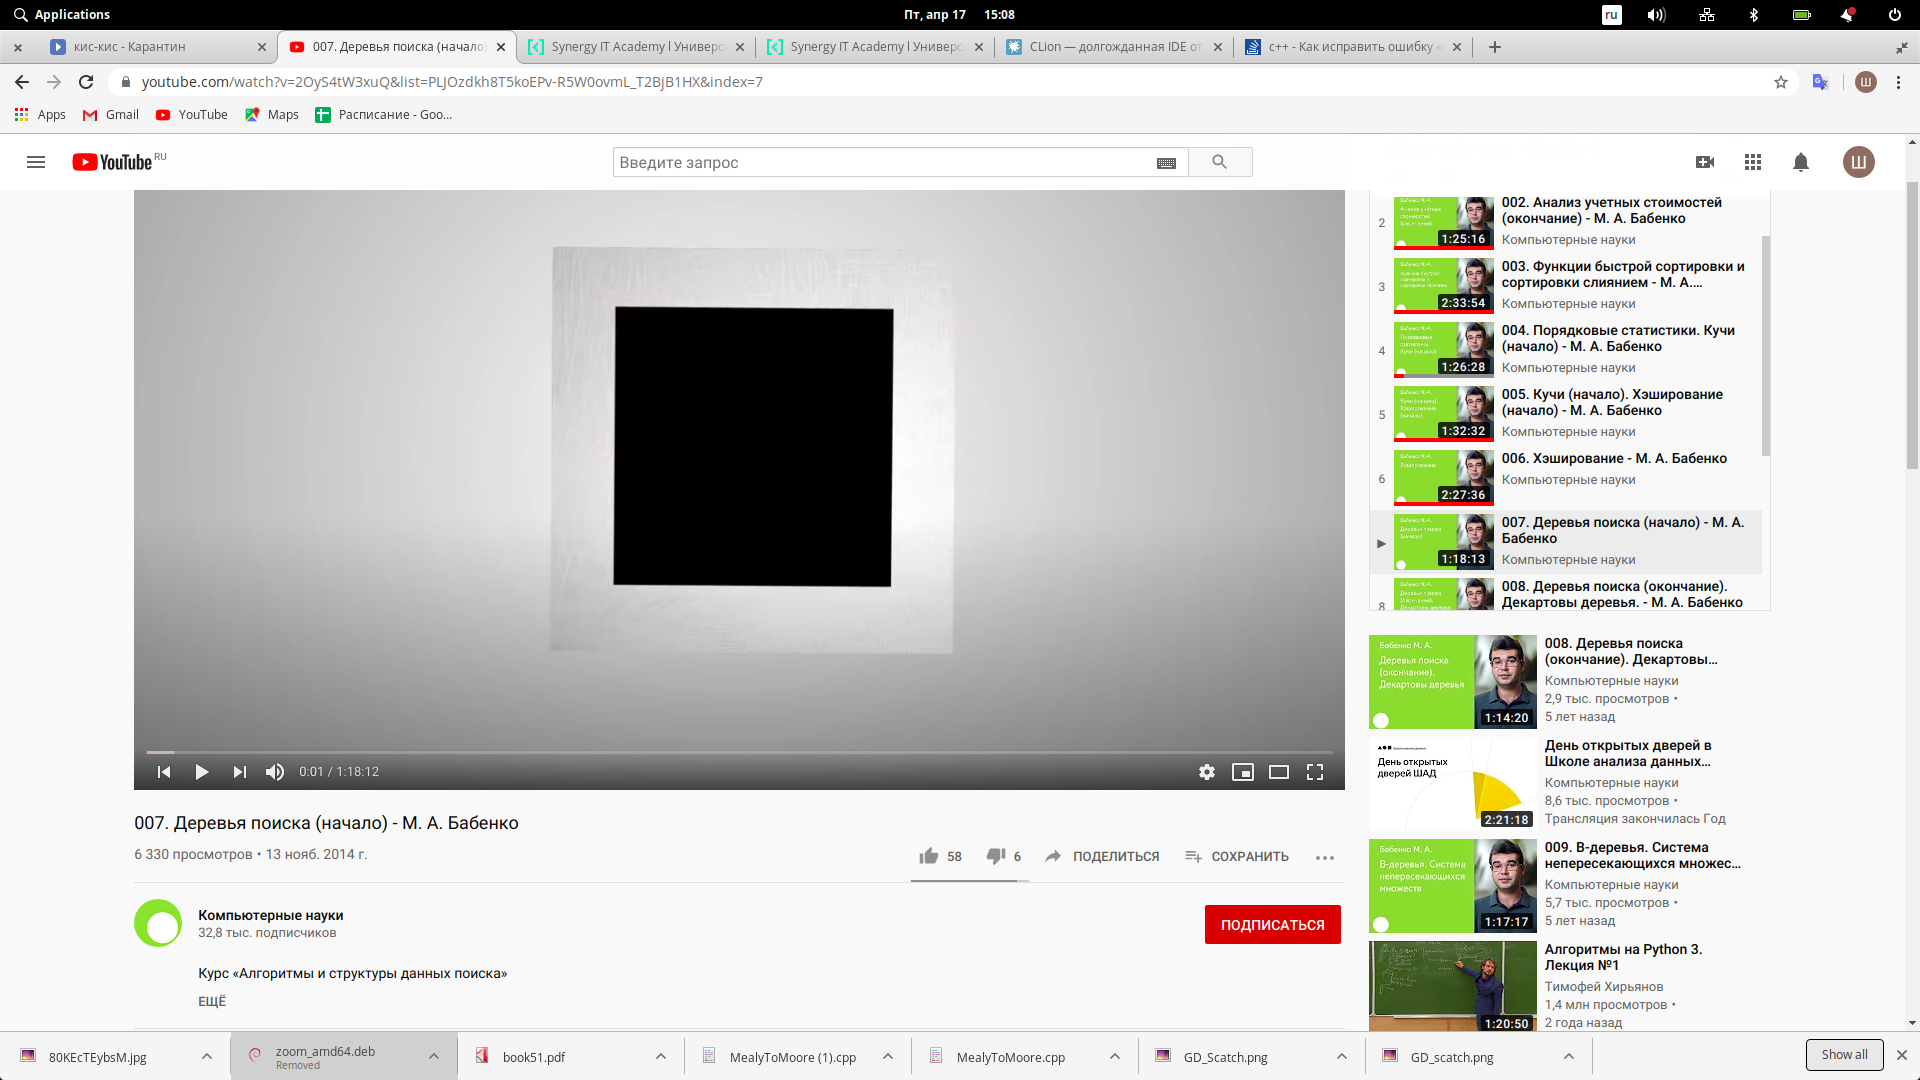 Applications
Пт, апр 17 15:08
ru
кис-кис - Карантин
007. Деревья поиска (начало)
Synergy IT Academy | Универс
Synergy IT Academy | Универс
CLion — долгожданная IDE от
c++ - Как исправить ошибку «
youtube.com/watch?v=2OyS4tW3xuQ&list=PLJOzdkh8T5koEPv-R5W0ovmL_T2BjB1HX&index=7
Ш
Apps
Gmail
YouTube
Maps
Расписание - Goo...
YouTube RU
Введите запрос
Ш
0:01 / 1:18:12
007. Деревья поиска (начало) - М. А. Бабенко
6 330 просмотров • 13 нояб. 2014 г.
58
6
ПОДЕЛИТЬСЯ
СОХРАНИТЬ
Компьютерные науки
32,8 тыс. подписчиков
ПОДПИСАТЬСЯ
Курс «Алгоритмы и структуры данных поиска»
ЕЩЁ
2
1:25:16
002. Анализ учетных стоимостей
(окончание) - М. А. Бабенко
Компьютерные науки
3
2:33:54
003. Функции быстрой сортировки и
сортировки слиянием - М. А....
Компьютерные науки
4
1:26:28
004. Порядковые статистики. Кучи
(начало) - М. А. Бабенко
Компьютерные науки
5
1:32:32
005. Кучи (начало). Хэширование
(начало) - М. А. Бабенко
Компьютерные науки
6
2:27:36
006. Хэширование - М. А. Бабенко
Компьютерные науки
1:18:13
007. Деревья поиска (начало) - М. А.
Бабенко
Компьютерные науки
8
008. Деревья поиска (окончание).
Декартовы деревья. - М. А. Бабенко
Бабенко М. А.
Деревья поиска
(окончание).
Декартовы деревья
1:14:20
008. Деревья поиска
(окончание). Декартовы...
Компьютерные науки
2,9 тыс. просмотров •
5 лет назад
День открытых
дверей ШАД
2:21:18
День открытых дверей в
Школе анализа данных...
Компьютерные науки
8,6 тыс. просмотров •
Трансляция закончилась Год
Бабенко М. А.
В-деревья. Система
непересекающихся
множеств
1:17:17
009. В-деревья. Система
непересекающихся множес...
Компьютерные науки
5,7 тыс. просмотров •
5 лет назад
1:20:50
Алгоритмы на Python 3.
Лекция №1
Тимофей Хирьянов
1,4 млн просмотров •
2 года назад
80KEcTEybsM.jpg
zoom_amd64.deb
Removed
book51.pdf
MealyToMoore (1).cpp
MealyToMoore.cpp
GD_Scatch.png
GD_scatch.png
Show all